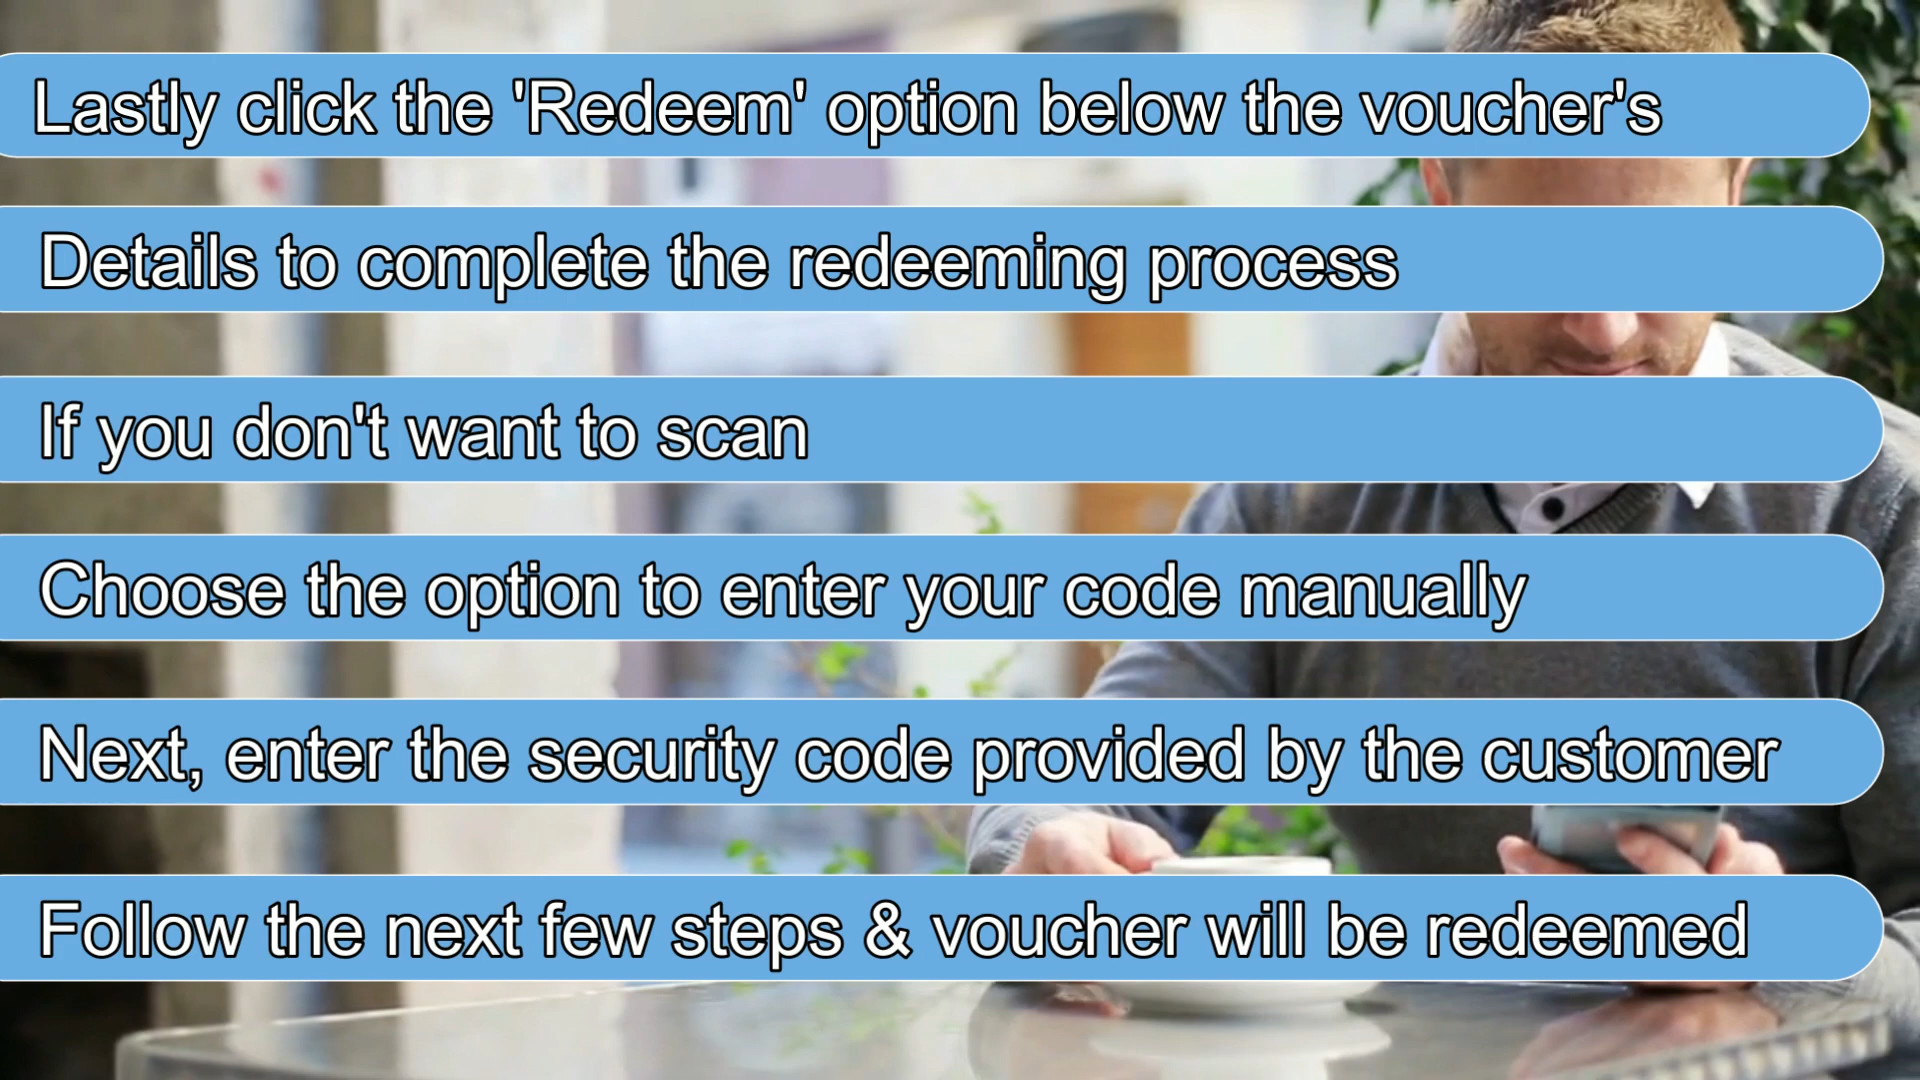 Lastly click the 'Redeem' option below the voucher's
Details to complete the redeeming process
If you don't want to scan
Choose the option to enter your code manually
Next, enter the security code provided by the customer
Follow the next few steps & voucher will be redeemed